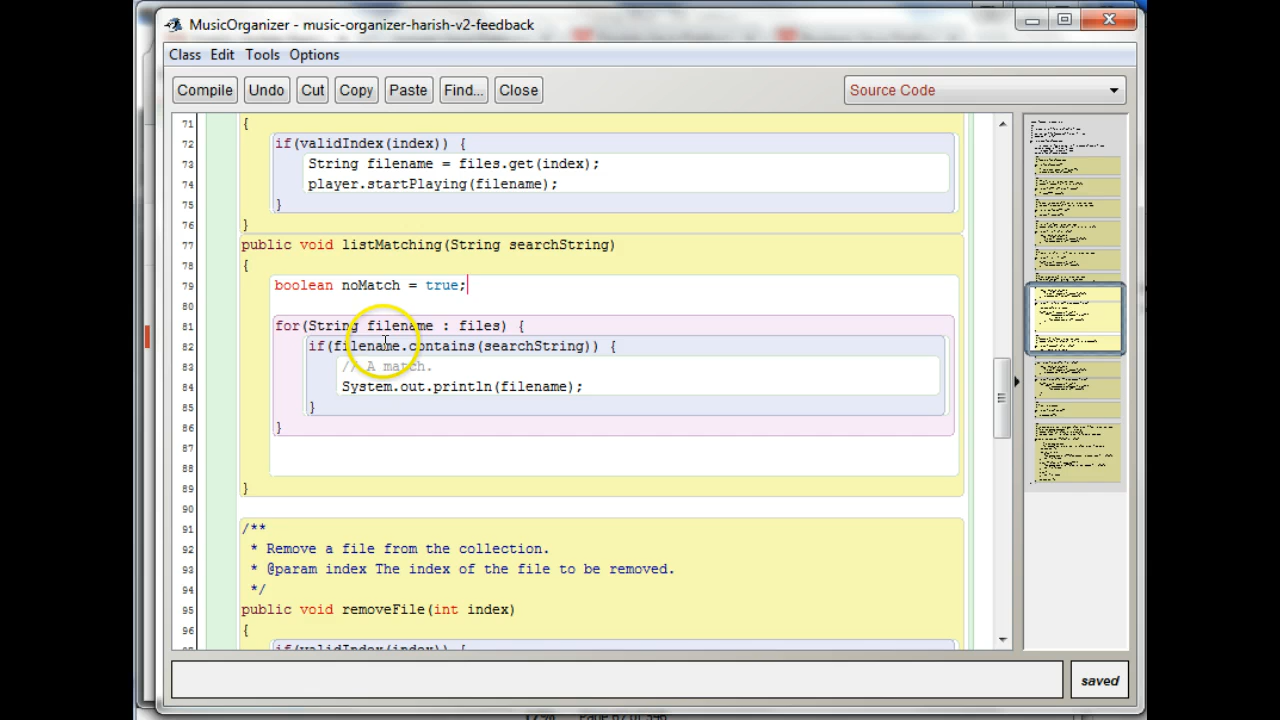 MusicOrganizer - music-organizer-harish-v2-feedback
Class Edit Tools Options
Compile Undo Cut Copy Paste Find... Close Source Code
71 {
72 if(validIndex(index)) {
73 String filename = files.get(index);
74 player.startPlaying(filename);
75 }
76 }
77 public void listMatching(String searchString)
78 {
79 boolean noMatch = true;
80
81 for(String filename : files) {
82 if(filename.contains(searchString)) {
83 // A match.
84 System.out.println(filename);
85 }
86 }
87
88
89 }
90
91 /**
92 * Remove a file from the collection.
93 * @param index The index of the file to be removed.
94 */
95 public void removeFile(int index)
96 {
if(validIndex(index)) {
saved